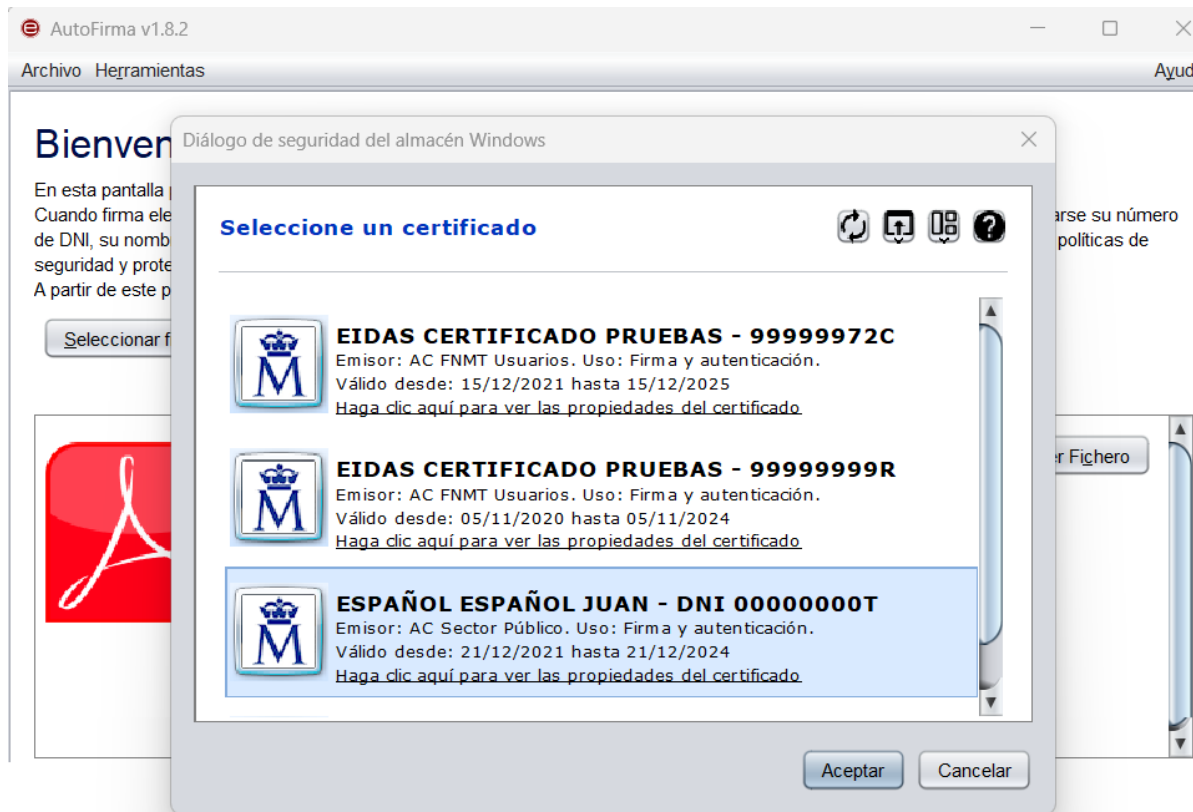 AutoFirma v1.8.2
Archivo Herramientas Ayud
Bienven
En esta pantalla
Cuando firma ele arse su número
de DNI, su nomb políticas de
seguridad y prote
A partir de este p
Seleccionar f
er Fichero
Diálogo de seguridad del almacén Windows
Seleccione un certificado
EIDAS CERTIFICADO PRUEBAS - 99999972C
Emisor: AC FNMT Usuarios. Uso: Firma y autenticación.
Válido desde: 15/12/2021 hasta 15/12/2025
Haga clic aquí para ver las propiedades del certificado
EIDAS CERTIFICADO PRUEBAS - 99999999R
Emisor: AC FNMT Usuarios. Uso: Firma y autenticación.
Válido desde: 05/11/2020 hasta 05/11/2024
Haga clic aquí para ver las propiedades del certificado
ESPAÑOL ESPAÑOL JUAN - DNI 00000000T
Emisor: AC Sector Público. Uso: Firma y autenticación.
Válido desde: 21/12/2021 hasta 21/12/2024
Haga clic aquí para ver las propiedades del certificado
Aceptar Cancelar